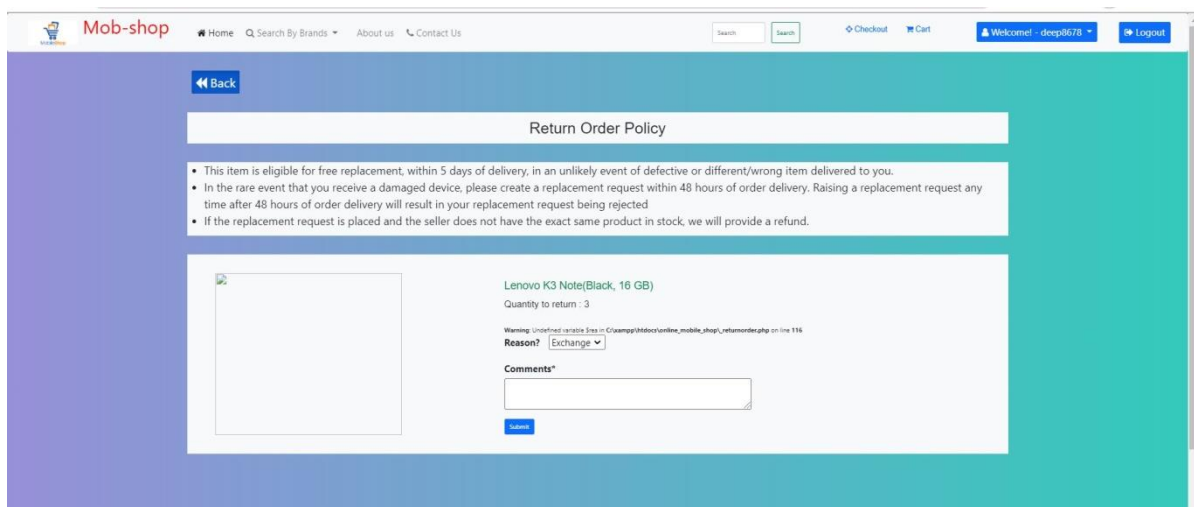 Mob-shop
Home
Search By Brands
About us
Contact Us
Search
Search
Checkout
Cart
Welcome! - deep8678
Logout
Back
Return Order Policy
• This item is eligible for free replacement, within 5 days of delivery, in an unlikely event of defective or different/wrong item delivered to you.
• In the rare event that you receive a damaged device, please create a replacement request within 48 hours of order delivery. Raising a replacement request any
time after 48 hours of order delivery will result in your replacement request being rejected
• If the replacement request is placed and the seller does not have the exact same product in stock, we will provide a refund.
Lenovo K3 Note(Black, 16 GB)
Quantity to return : 3
Warning: Undefined variable $res in C:\xampp\htdocs\online_mobile_shop\_returnorder.php on line 116
Reason? Exchange
Comments*
Submit